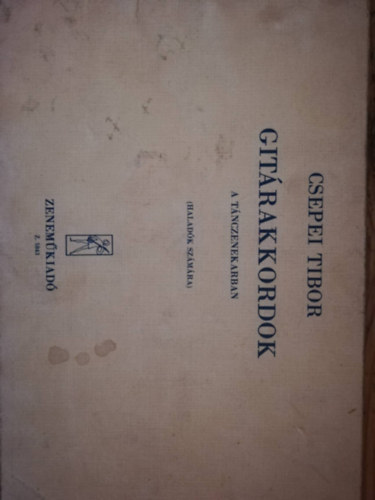 CSEPEI TIBOR
GITÁRAKKORDOK
A TÁNCZENEKARBAN
(HALADÓK SZÁMÁRA)
ZENEMŰKIADÓ